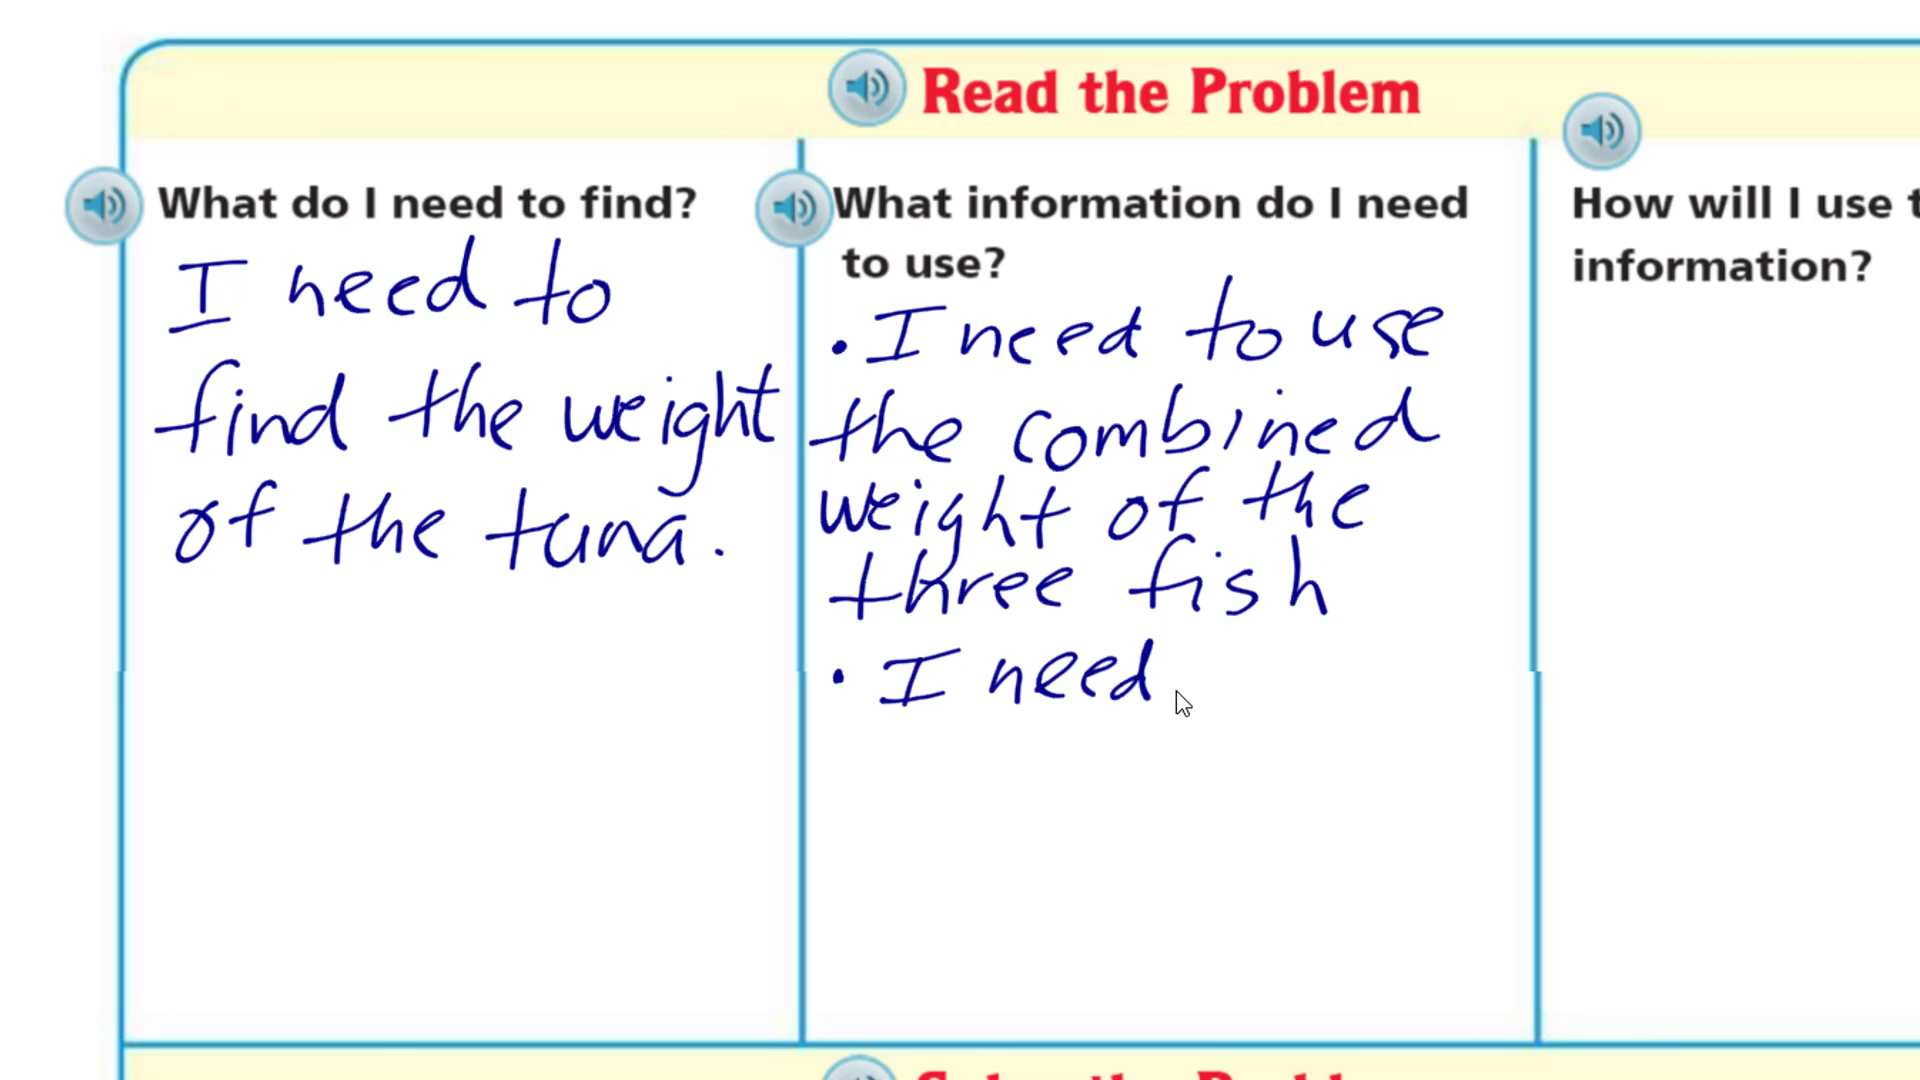 Read the Problem
What do I need to find?
I need to
find the weight
of the tuna.
What information do I need
to use?
• I need to use
the combined
weight of the
three fish
• I need
How will I use
information?